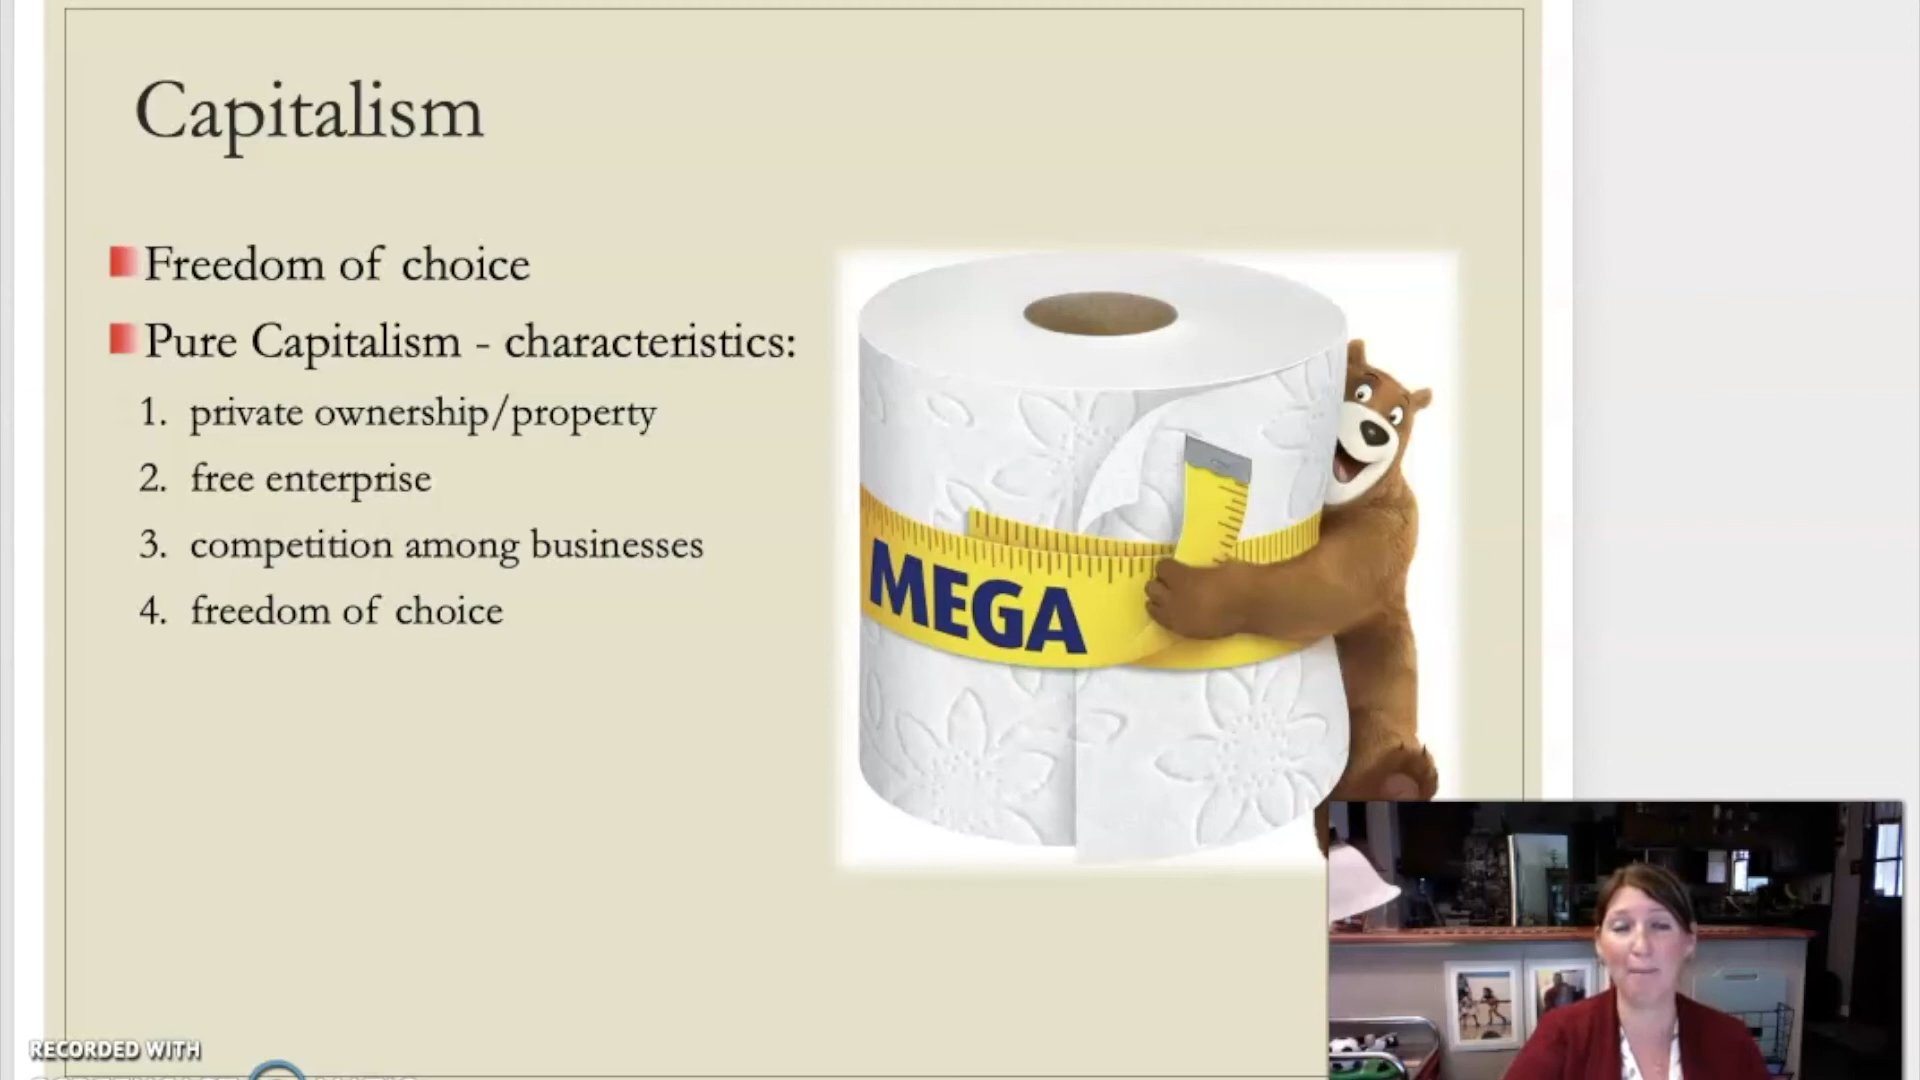 Capitalism
Freedom of choice
Pure Capitalism - characteristics:
1. private ownership/property
2. free enterprise
3. competition among businesses
4. freedom of choice
MEGA
RECORDED WITH